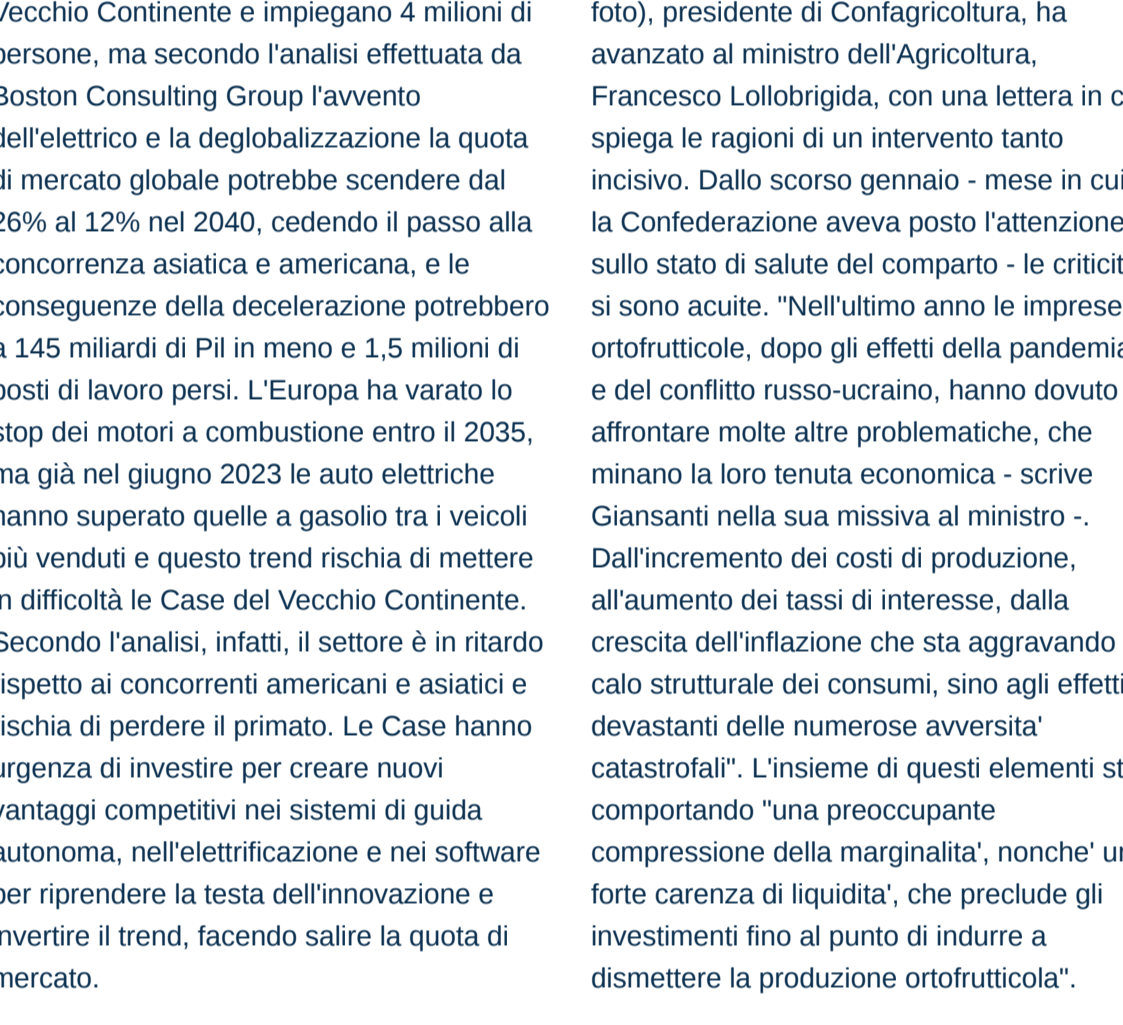 Vecchio Continente e impiegano 4 milioni di
persone, ma secondo l'analisi effettuata da
Boston Consulting Group l'avvento
dell'elettrico e la deglobalizzazione la quota
di mercato globale potrebbe scendere dal
26% al 12% nel 2040, cedendo il passo alla
concorrenza asiatica e americana, e le
conseguenze della decelerazione potrebbero
a 145 miliardi di Pil in meno e 1,5 milioni di
posti di lavoro persi. L'Europa ha varato lo
stop dei motori a combustione entro il 2035,
ma già nel giugno 2023 le auto elettriche
hanno superato quelle a gasolio tra i veicoli
più venduti e questo trend rischia di mettere
in difficoltà le Case del Vecchio Continente.
Secondo l'analisi, infatti, il settore è in ritardo
rispetto ai concorrenti americani e asiatici e
rischia di perdere il primato. Le Case hanno
urgenza di investire per creare nuovi
vantaggi competitivi nei sistemi di guida
autonoma, nell'elettrificazione e nei software
per riprendere la testa dell'innovazione e
invertire il trend, facendo salire la quota di
mercato.
foto), presidente di Confagricoltura, ha
avanzato al ministro dell'Agricoltura,
Francesco Lollobrigida, con una lettera in c
spiega le ragioni di un intervento tanto
incisivo. Dallo scorso gennaio - mese in cui
la Confederazione aveva posto l'attenzione
sullo stato di salute del comparto - le criticit
si sono acuite. "Nell'ultimo anno le imprese
ortofrutticole, dopo gli effetti della pandemia
e del conflitto russo-ucraino, hanno dovuto
affrontare molte altre problematiche, che
minano la loro tenuta economica - scrive
Giansanti nella sua missiva al ministro -.
Dall'incremento dei costi di produzione,
all'aumento dei tassi di interesse, dalla
crescita dell'inflazione che sta aggravando
calo strutturale dei consumi, sino agli effetti
devastanti delle numerose avversita'
catastrofali". L'insieme di questi elementi st
comportando "una preoccupante
compressione della marginalita', nonche' un
forte carenza di liquidita', che preclude gli
investimenti fino al punto di indurre a
dismettere la produzione ortofrutticola".